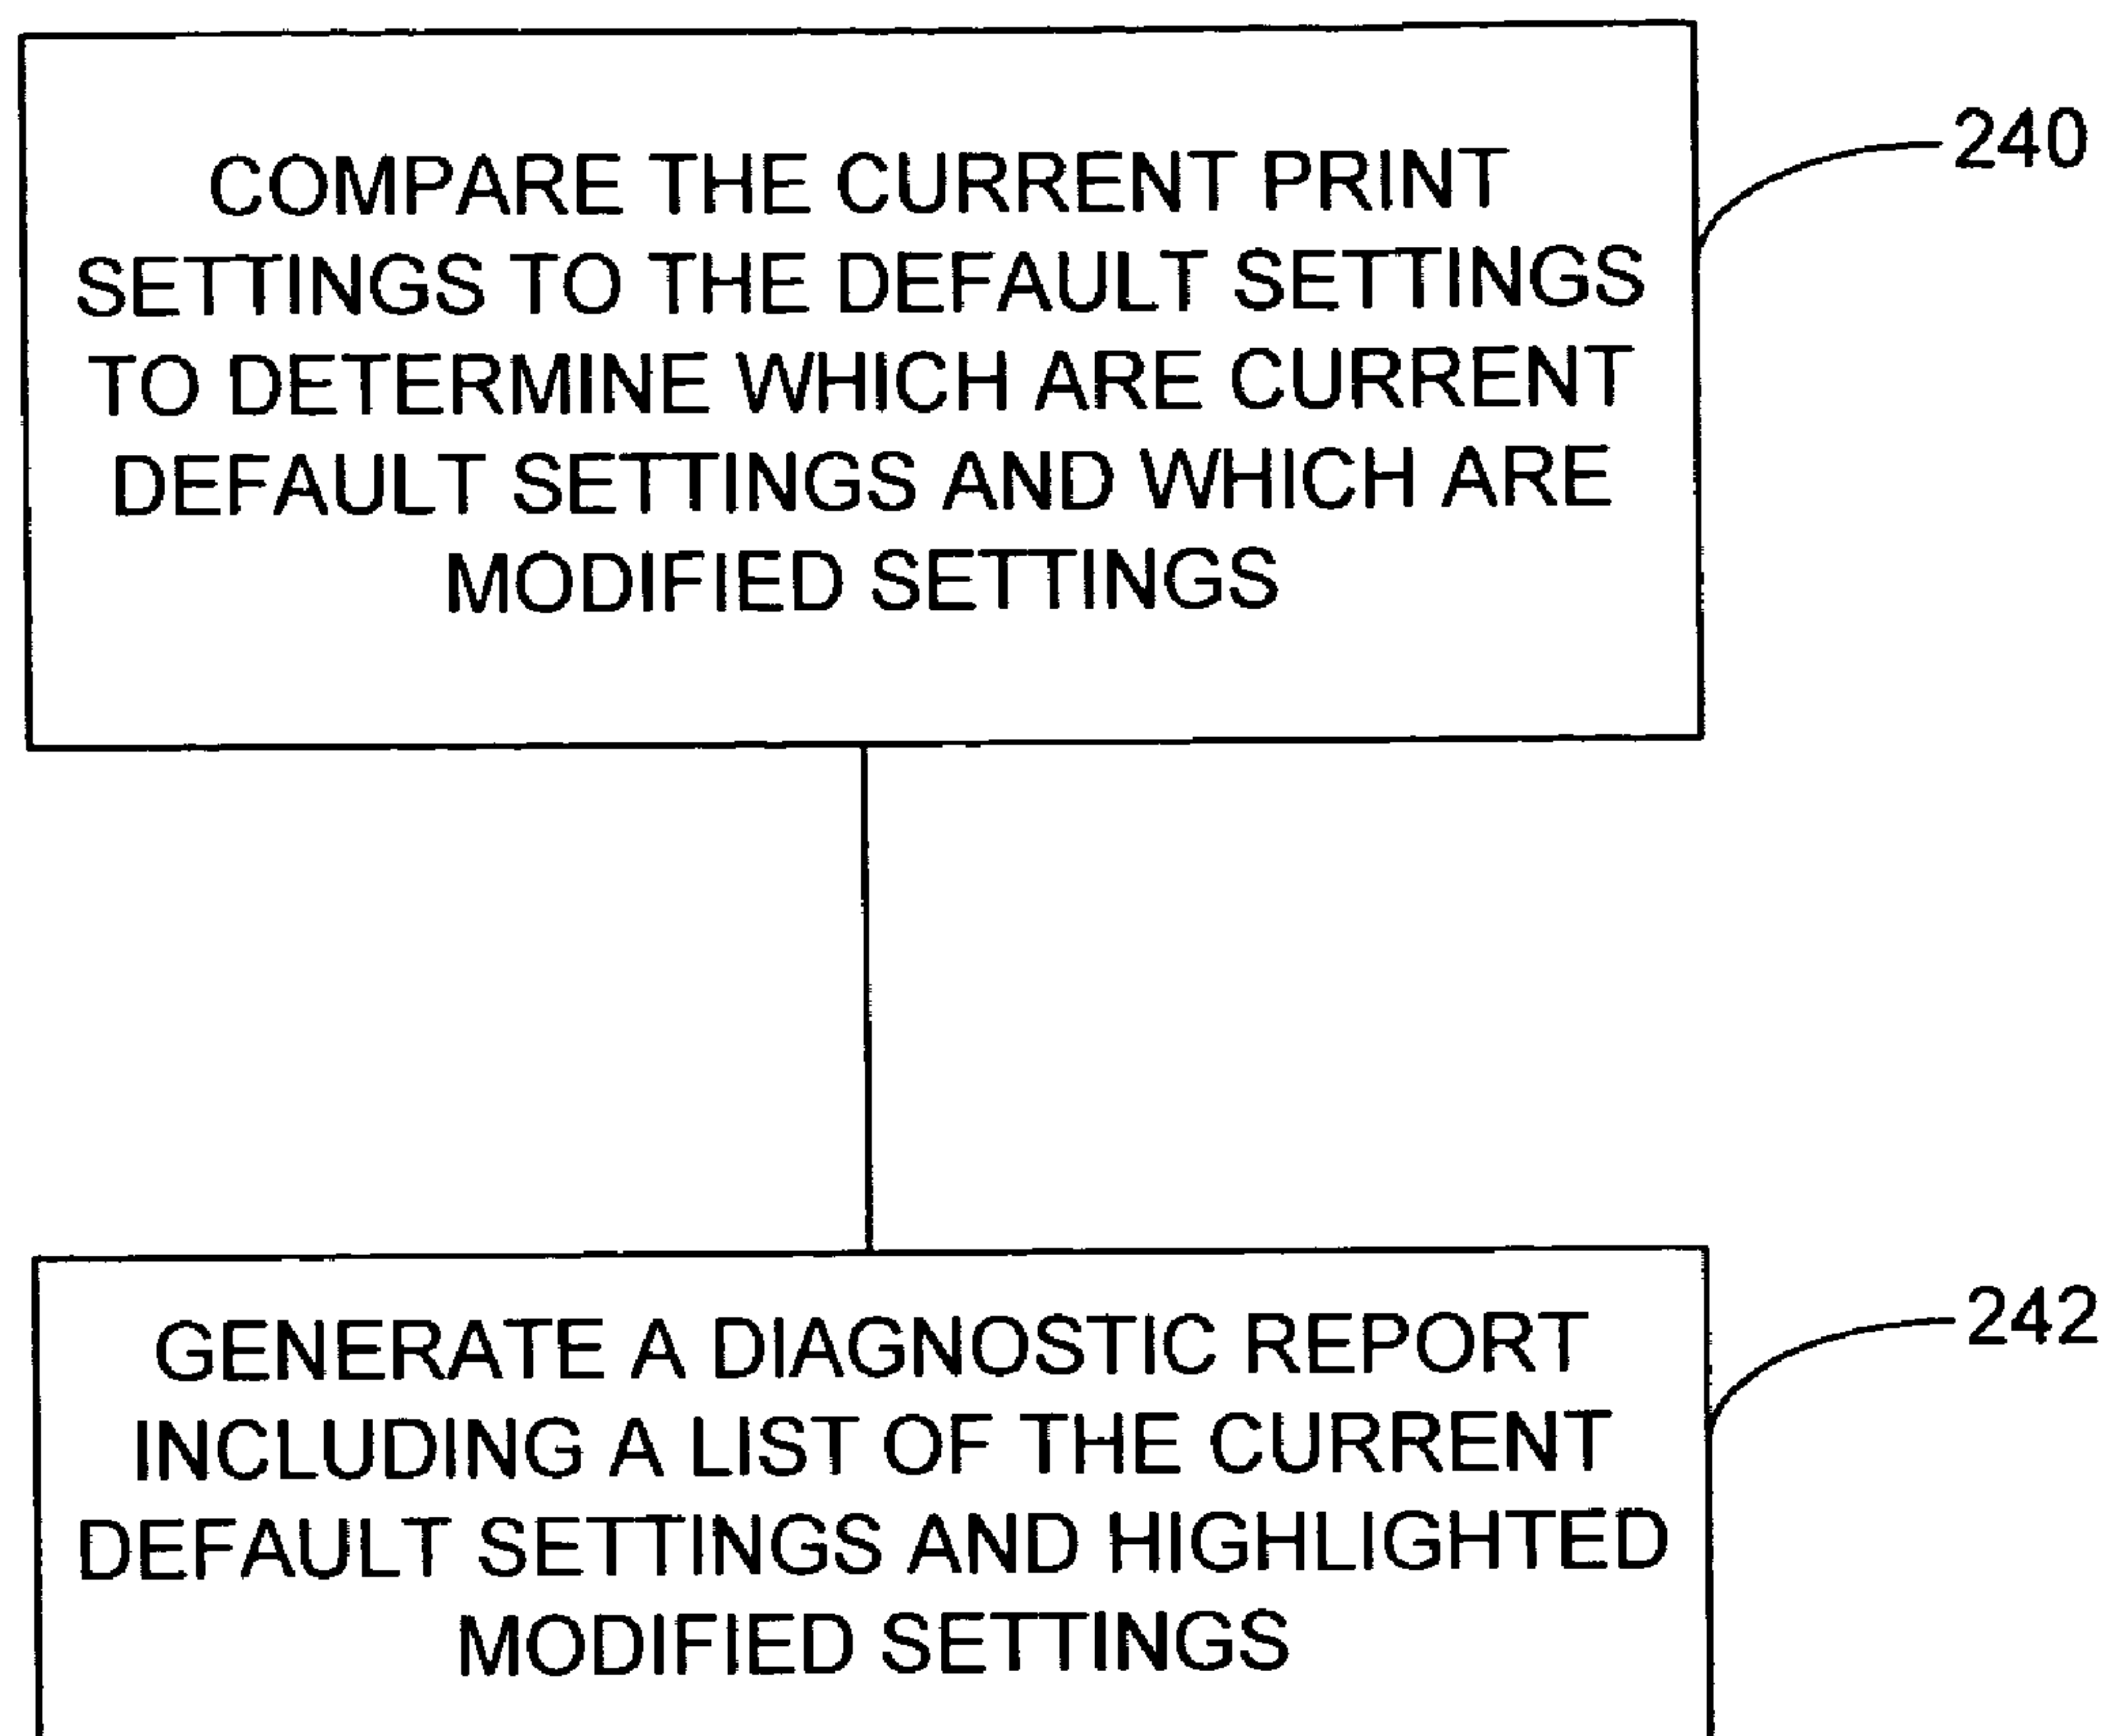 COMPARE THE CURRENT PRINT
SETTINGS TO THE DEFAULT SETTINGS
TO DETERMINE WHICH ARE CURRENT
DEFAULT SETTINGS AND WHICH ARE
MODIFIED SETTINGS
240
GENERATE A DIAGNOSTIC REPORT
INCLUDING A LIST OF THE CURRENT
DEFAULT SETTINGS AND HIGHLIGHTED
MODIFIED SETTINGS
242